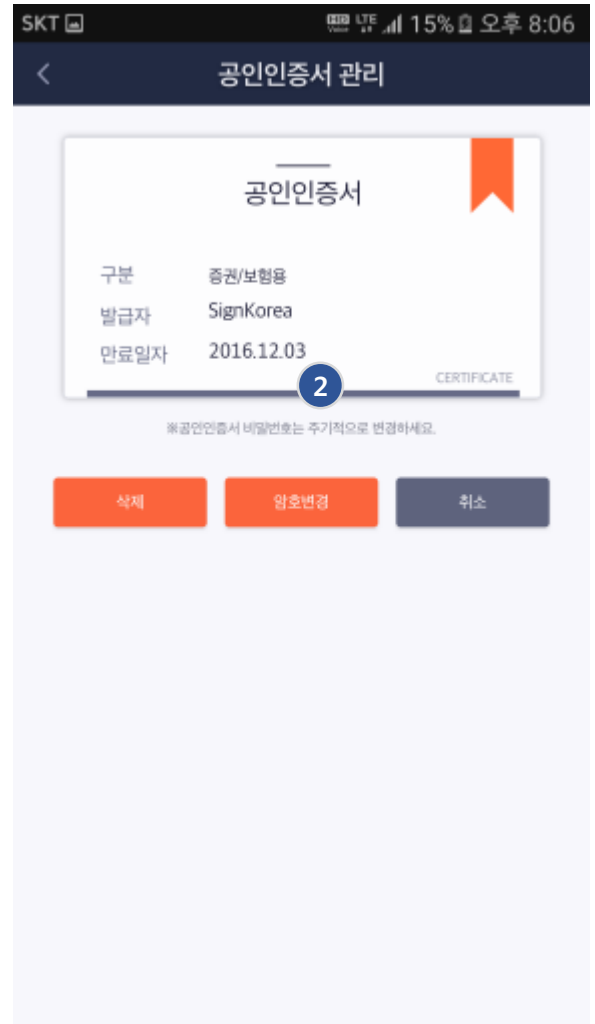 SKT HD Voice LTE 15% 오후 8:06
공인인증서 관리
공인인증서
구분 증권/보험용
발급자 SignKorea
만료일자 2016.12.03
2
CERTIFICATE
※공인인증서 비밀번호는 주기적으로 변경하세요.
삭제 암호변경 취소